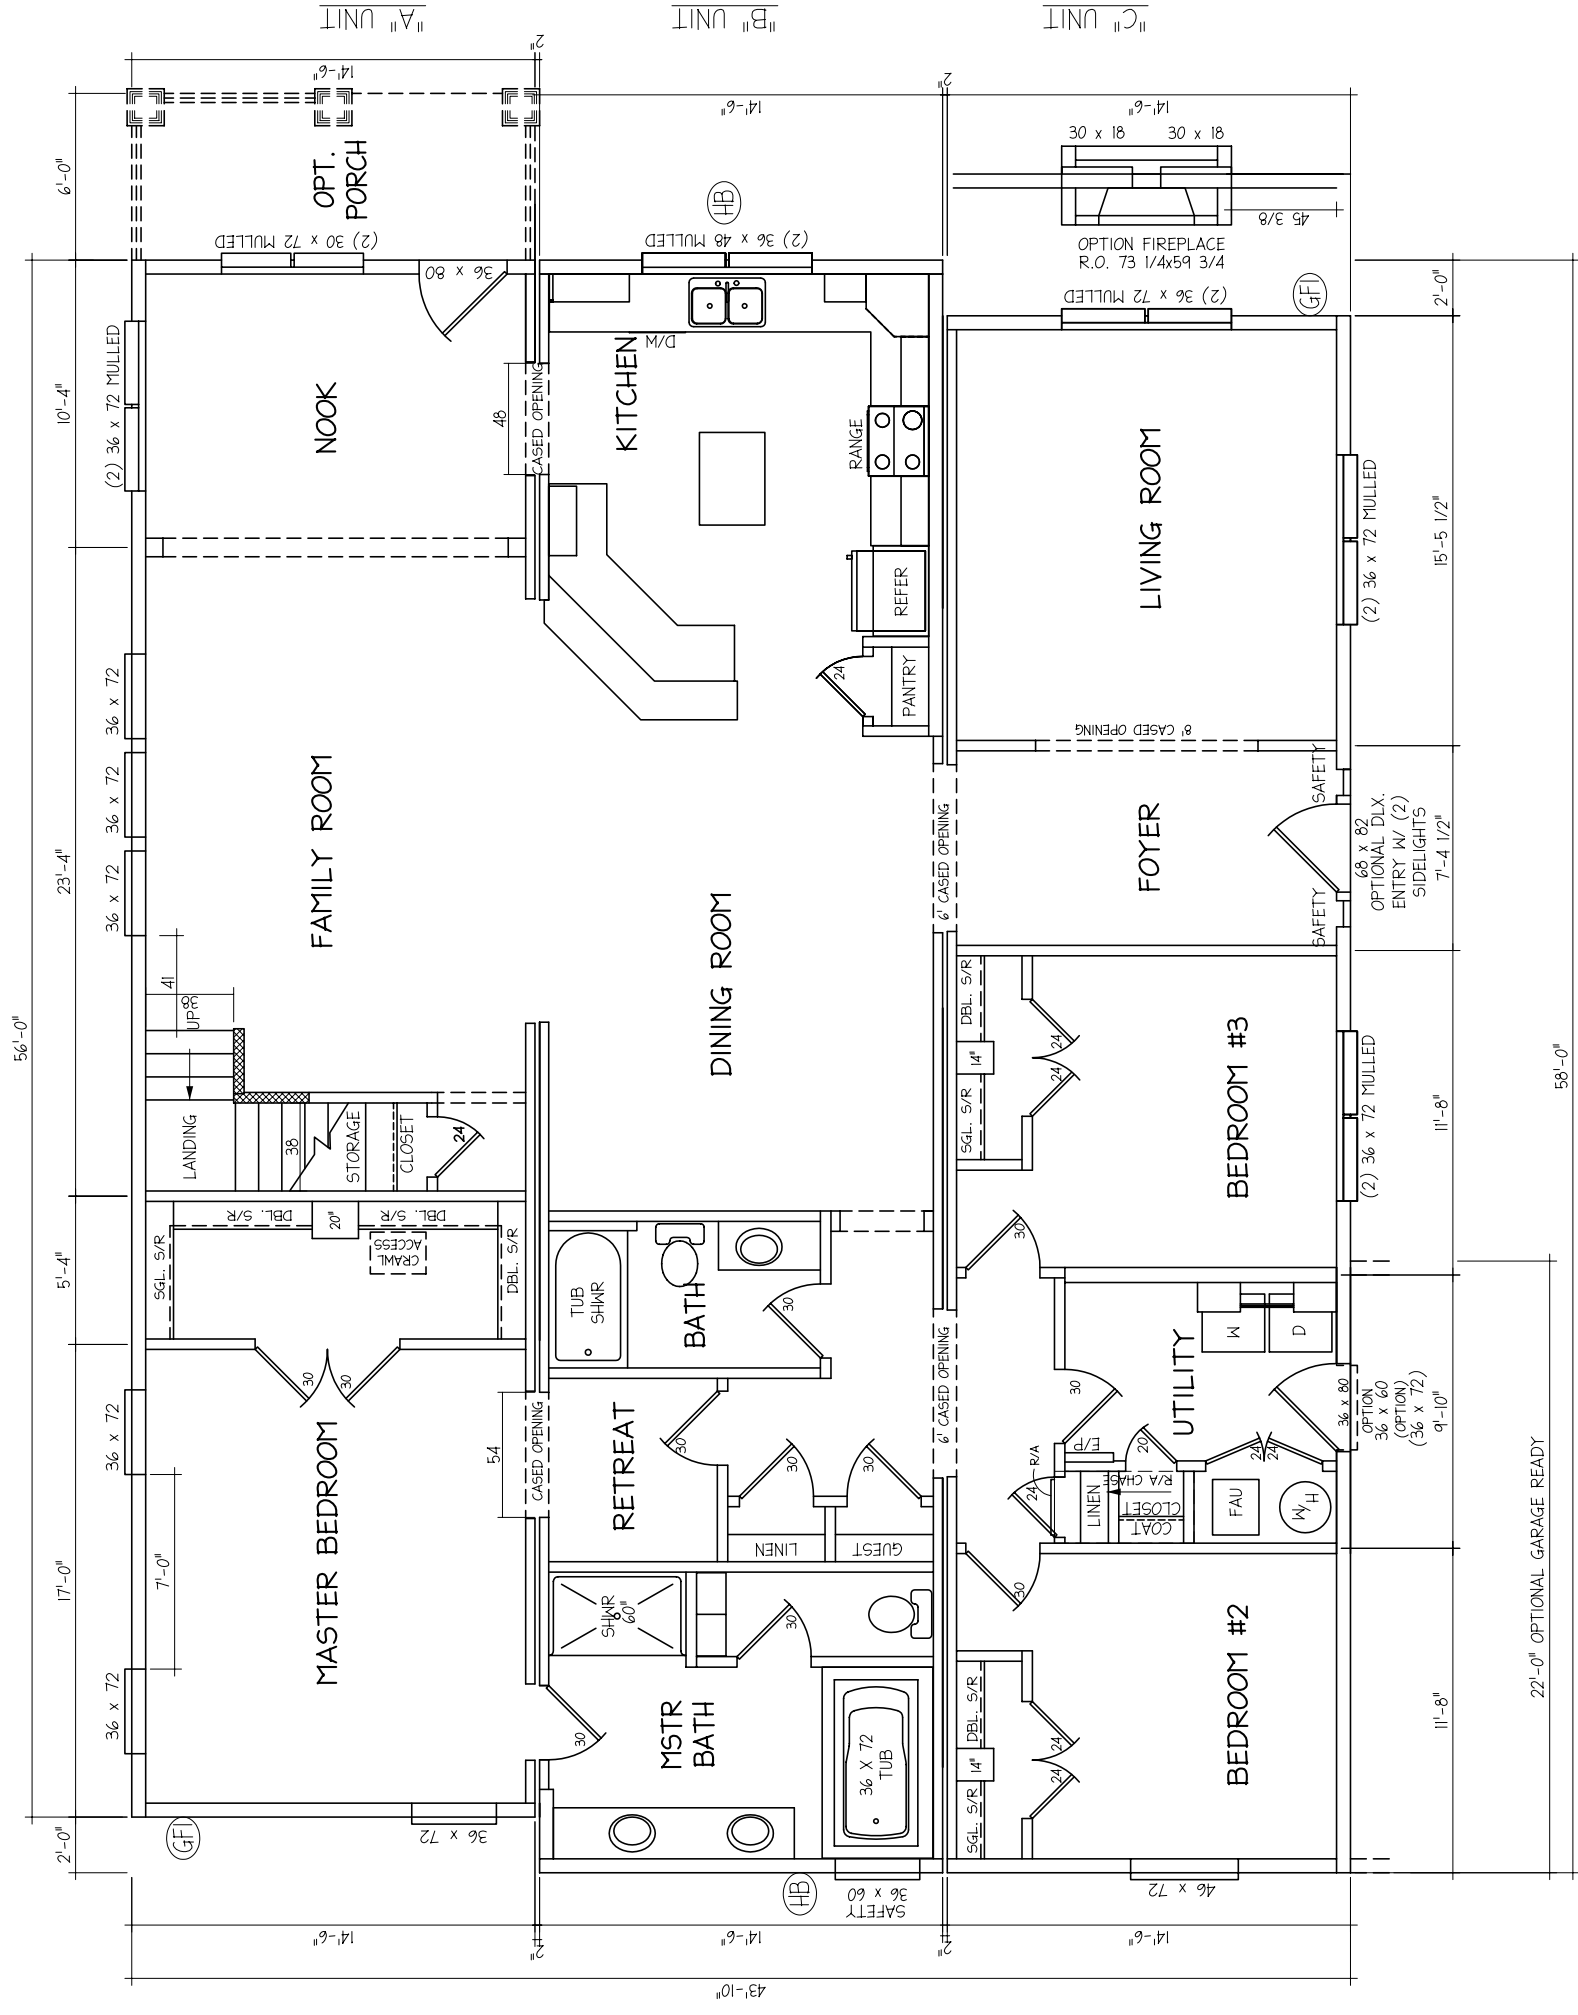 "A" UNIT
"B" UNIT
"C" UNIT
14'-6"
2"
14'-6"
2"
14'-6"
6'-0"
OPT.
PORCH
(2) 30 x 72 MULLED
36 x 80
HB
(2) 36 x 48 MULLED
30 x 18
30 x 18
45 3/8
OPTION FIREPLACE
R.O. 73 1/4x59 3/4
(2) 36 x 72 MULLED
GFI
2'-0"
10'-4"
(2) 36 x 72 MULLED
NOOK
48
CASED OPENING
KITCHEN
D/W
RANGE
REFER
24
PANTRY
LIVING ROOM
(2) 36 x 72 MULLED
15'-5 1/2"
8' CASED OPENING
56'-0"
23'-4"
36 x 72
36 x 72
36 x 72
FAMILY ROOM
DINING ROOM
6' CASED OPENING
FOYER
SAFETY
SAFETY
68 x 82
OPTIONAL DLX.
ENTRY W/ (2)
SIDELIGHTS
7'-4 1/2"
41
38
UP
LANDING
38
STORAGE
CLOSET
24
DBL. S/R
14"
SGL. S/R
24
24
BEDROOM #3
(2) 36 x 72 MULLED
11'-8"
58'-0"
5'-4"
SGL. S/R
DBL. S/R
20"
DBL. S/R
CRAWL
ACCESS
DBL. S/R
30
30
TUB
SHWR
BATH
30
30
6' CASED OPENING
UTILITY
W
D
30
36 x 80
OPTION
36 x 60
(OPTION)
(36 x 72)
9'-10"
36 x 72
17'-0"
7'-0"
MASTER BEDROOM
36 x 72
54
CASED OPENING
RETREAT
30
30
30
LINEN
GUEST
24
R/A
E/P
20
R/A CHASE
LINEN
COAT
CLOSET
24
24
FAU
W/H
30
SHWR
60"
30
MSTR
BATH
30
36 X 72
TUB
DBL. S/R
14"
SGL. S/R
24
24
BEDROOM #2
11'-8"
22'-0" OPTIONAL GARAGE READY
2'-0"
GFI
36 x 72
HB
36 x 60
SAFETY
46 x 72
14'-6"
2"
14'-6"
2"
14'-6"
43'-10"